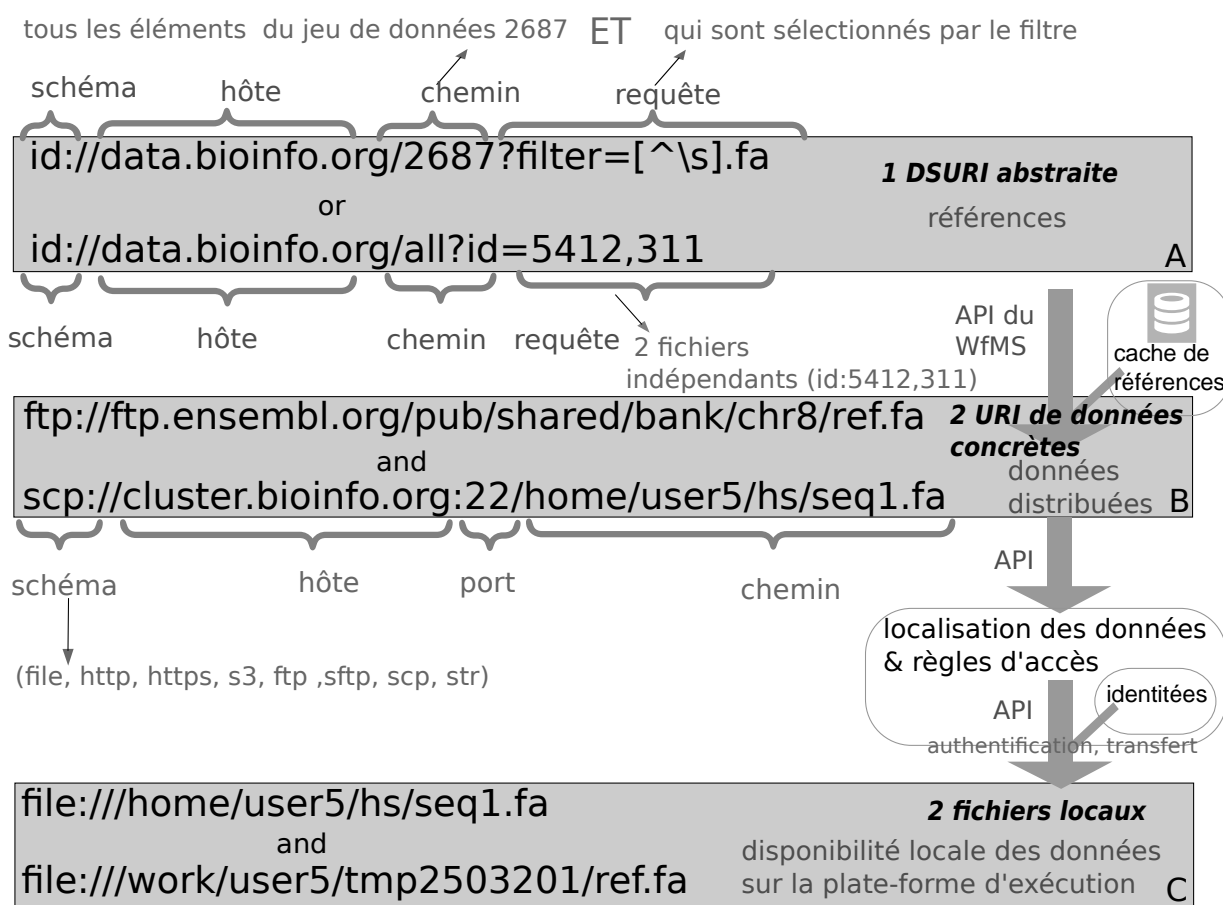 tous les éléments du jeu de données 2687 ET qui sont sélectionnés par le filtre
schéma hôte chemin requête
id://data.bioinfo.org/2687?filter=[^\s].fa
1 DSURI abstraite
or
références
id://data.bioinfo.org/all?id=5412,311
A
schéma hôte chemin requête
2 fichiers
indépendants (id:5412,311)
API du
WfMS
cache de
références
ftp://ftp.ensembl.org/pub/shared/bank/chr8/ref.fa
2 URI de données
concrètes
and
données
distribuées
scp://cluster.bioinfo.org:22/home/user5/hs/seq1.fa
B
schéma hôte port chemin
API
(file, http, https, s3, ftp ,sftp, scp, str)
localisation des données
& règles d'accès
identitées
API
authentification, transfert
file:///home/user5/hs/seq1.fa
2 fichiers locaux
and
disponibilité locale des données
sur la plate-forme d'exécution
file:///work/user5/tmp2503201/ref.fa
C